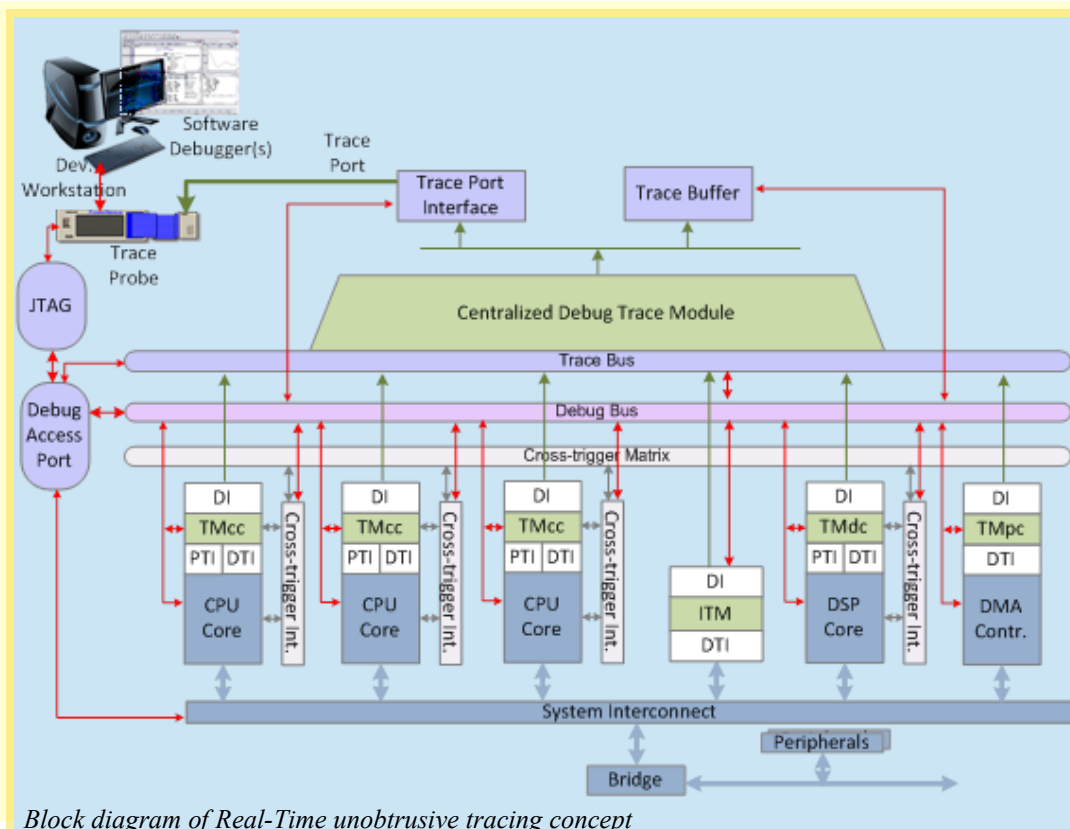 Software
Debugger(s)
Dev.
Workstation
Trace
Port
Trace Port
Interface
Trace Buffer
Trace
Probe
JTAG
Centralized Debug Trace Module
Trace Bus
Debug
Access
Port
Debug Bus
Cross-trigger Matrix
DI
TMcc
PTI DTI
CPU
Core
Cross-trigger Int.
DI
TMcc
PTI DTI
CPU
Core
Cross-trigger Int.
DI
TMcc
PTI DTI
CPU
Core
Cross-trigger Int.
DI
ITM
DTI
DI
TMdc
PTI DTI
DSP
Core
Cross-trigger Int.
DI
TMpc
DTI
DMA
Contr.
System Interconnect
Peripherals
Bridge
Block diagram of Real-Time unobtrusive tracing concept